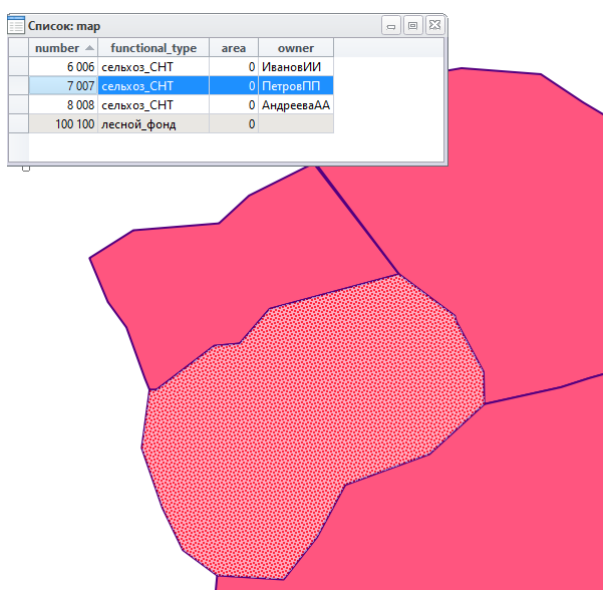 Список: map
number functional_type area owner
6 006 сельхоз_СНТ 0 ИвановИИ
7 007 сельхоз_СНТ 0 ПетровПП
8 008 сельхоз_СНТ 0 АндрееваАА
100 100 лесной_фонд 0